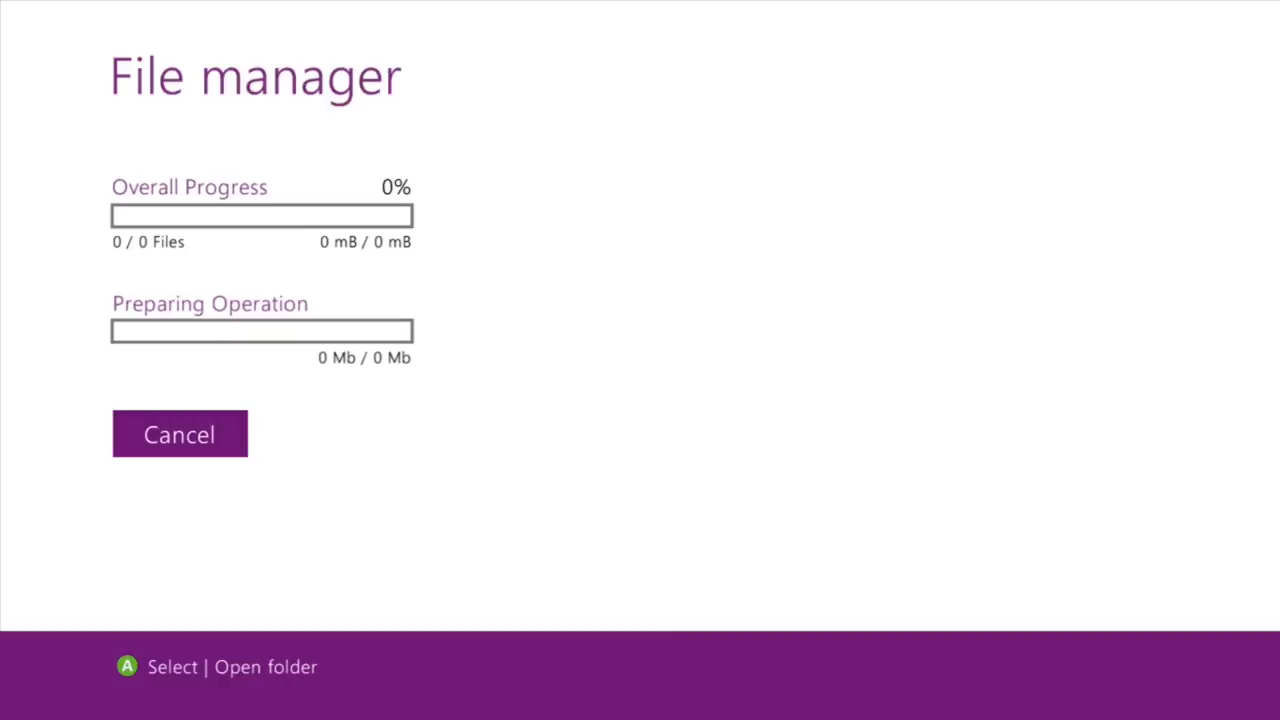 File manager
Overall Progress 0%
0 / 0 Files 0 mB / 0 mB
Preparing Operation
0 Mb / 0 Mb
Cancel
A Select | Open folder